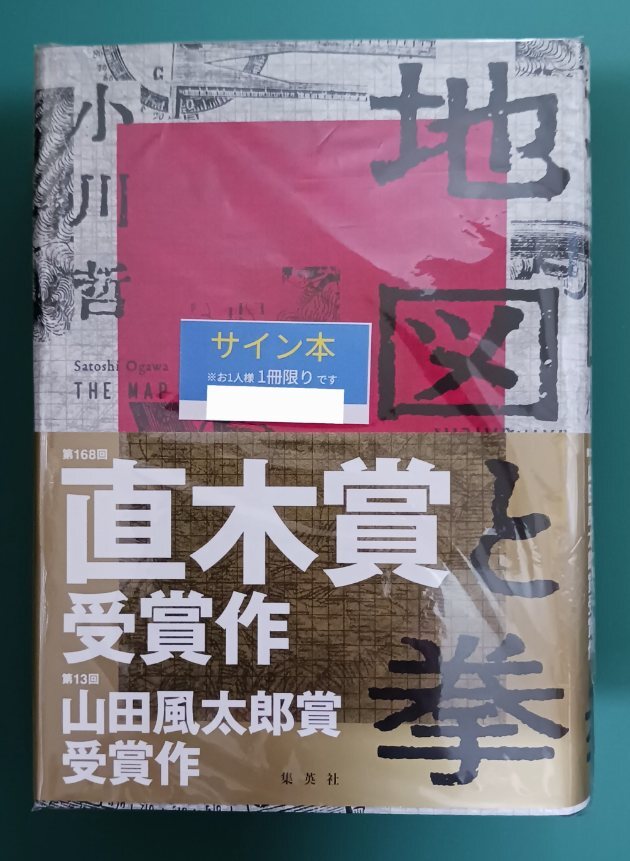 地図と拳
小川哲
Satoshi Ogawa
THE MAP
サイン本
※お1人様 1冊限り です
第168回
直木賞
受賞作
第13回
山田風太郎賞
受賞作
集英社